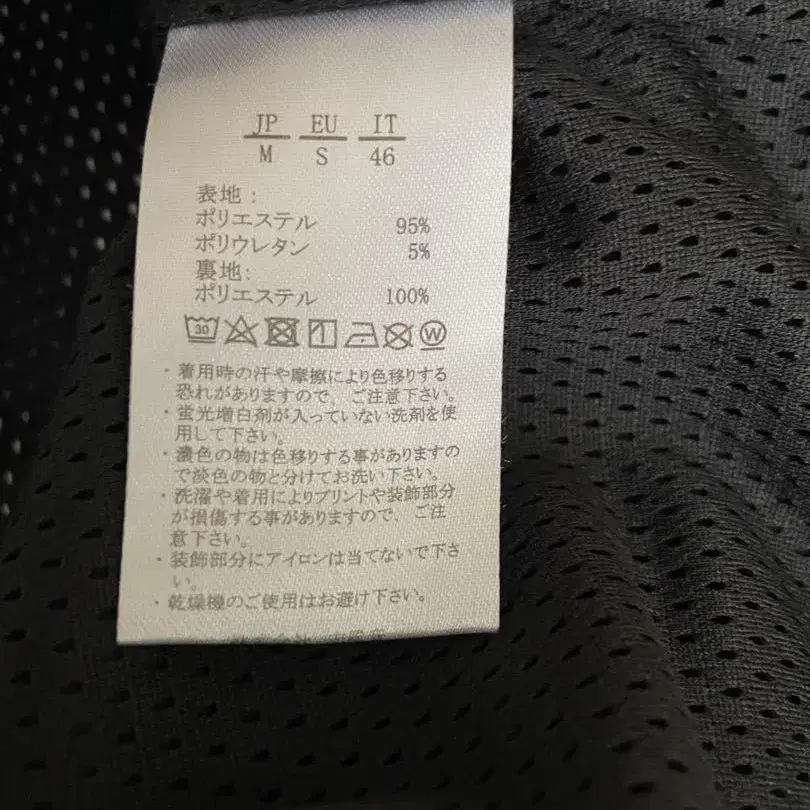 JP EU IT
M S 46
表地：
ポリエステル 95%
ポリウレタン 5%
裏地：
ポリエステル 100%
30 W
・着用時の汗や摩擦により色移りする
恐れがありますので、ご注意下さい。
・蛍光増白剤が入っていない洗剤を使
用して下さい。
・濃色の物は色移りする事がありますの
で淡色の物と分けてお洗い下さい。
・洗濯や着用によりプリントや装飾部分
が損傷する事がありますので、ご注
意下さい。
・装飾部分にアイロンは当てないで下さ
い。
・乾燥機のご使用はお避け下さい。